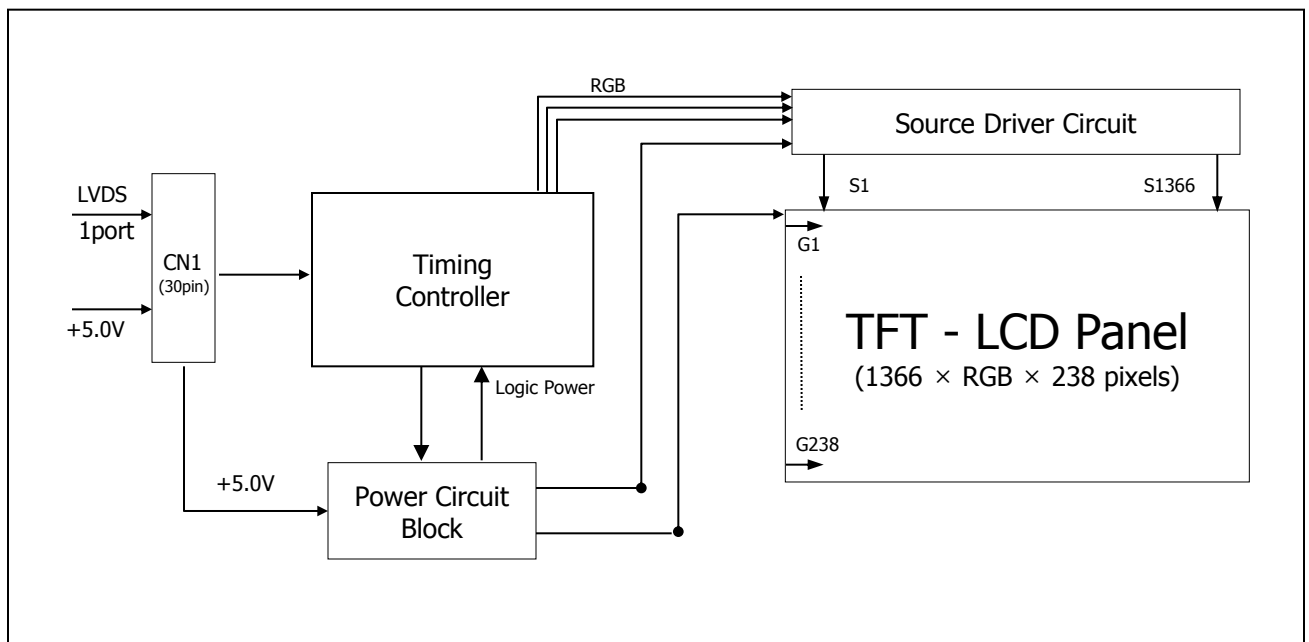 RGB
Source Driver Circuit
S1
S1366
LVDS
1port
CN1
(30pin)
+5.0V
Timing
Controller
Logic Power
G1
TFT - LCD Panel
(1366 × RGB × 238 pixels)
G238
+5.0V
Power Circuit
Block